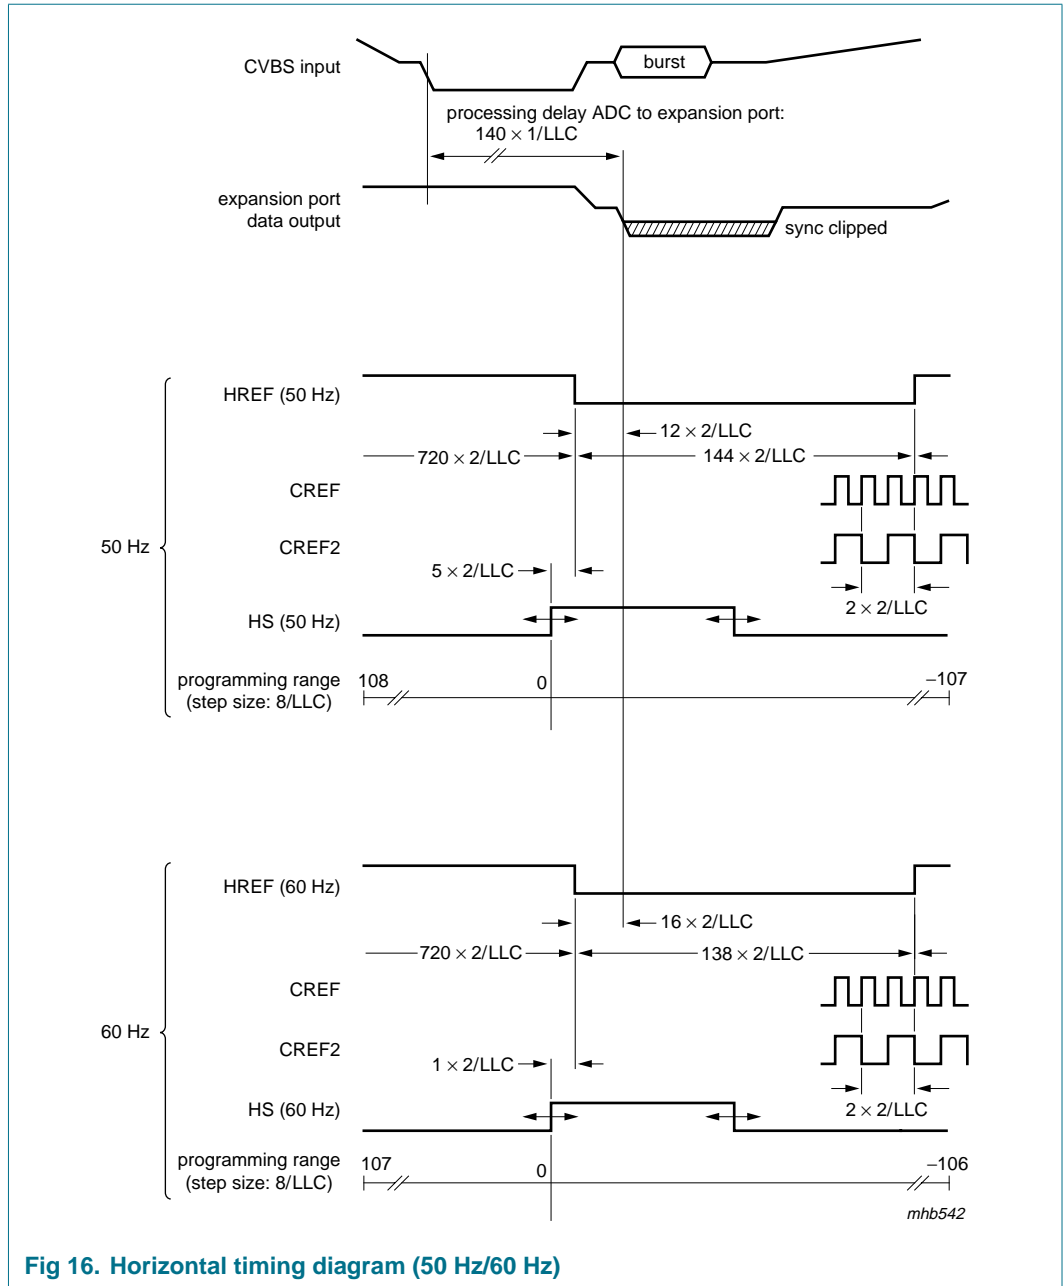 CVBS input
burst
processing delay ADC to expansion port:
140 × 1/LLC
expansion port
data output
sync clipped
HREF (50 Hz)
12 × 2/LLC
720 × 2/LLC
144 × 2/LLC
CREF
50 Hz
CREF2
5 × 2/LLC
2 × 2/LLC
HS (50 Hz)
programming range
(step size: 8/LLC)
108
0
−107
HREF (60 Hz)
16 × 2/LLC
720 × 2/LLC
138 × 2/LLC
CREF
60 Hz
CREF2
1 × 2/LLC
2 × 2/LLC
HS (60 Hz)
programming range
(step size: 8/LLC)
107
0
−106
mhb542
Fig 16. Horizontal timing diagram (50 Hz/60 Hz)